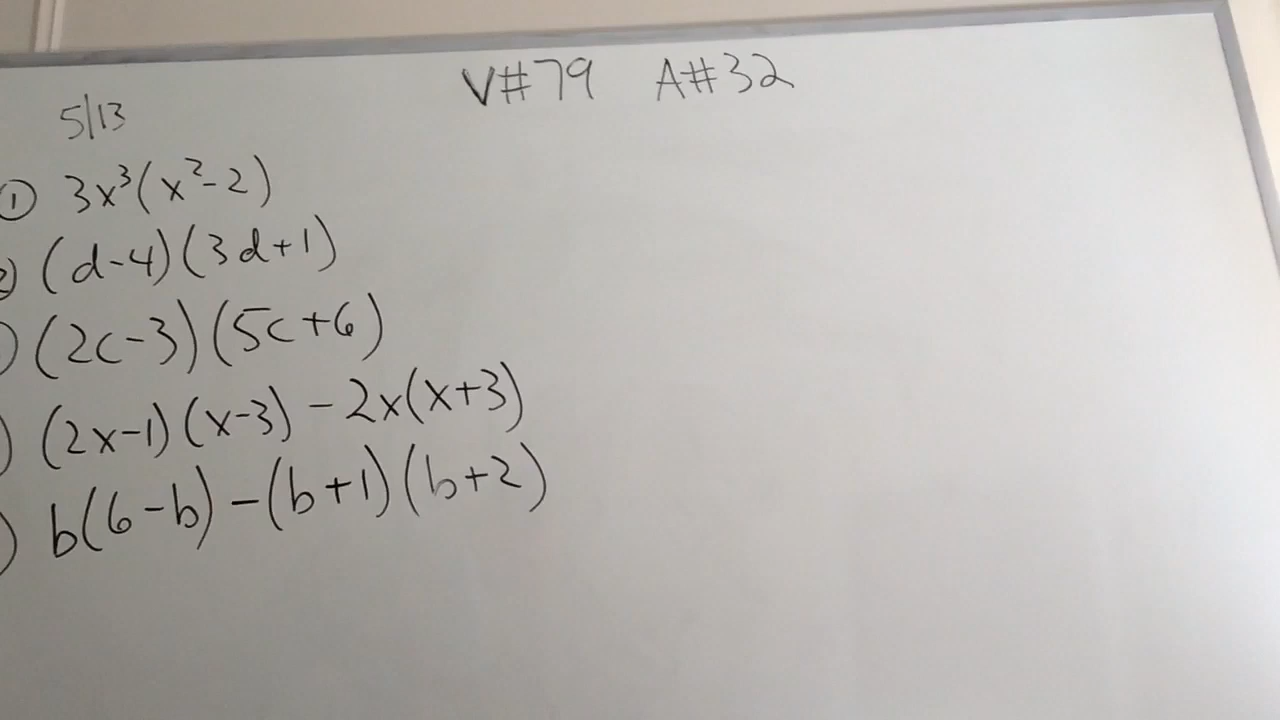 V#79 A#32
5/13
① 3x³(x²-2)
2) (d-4)(3d+1)
) (2c-3)(5c+6)
) (2x-1)(x-3) - 2x(x+3)
) b(6-b) - (b+1)(b+2)